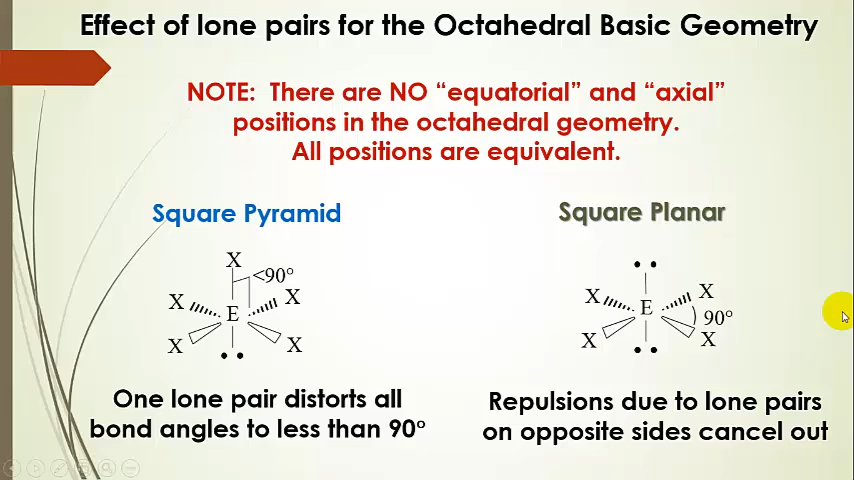 Effect of lone pairs for the Octahedral Basic Geometry
NOTE: There are NO “equatorial” and “axial”
positions in the octahedral geometry.
All positions are equivalent.
Square Pyramid
X
<90°
X
X
E
X
X
One lone pair distorts all
bond angles to less than 90°
Square Planar
X
X
E
90°
X
X
Repulsions due to lone pairs
on opposite sides cancel out